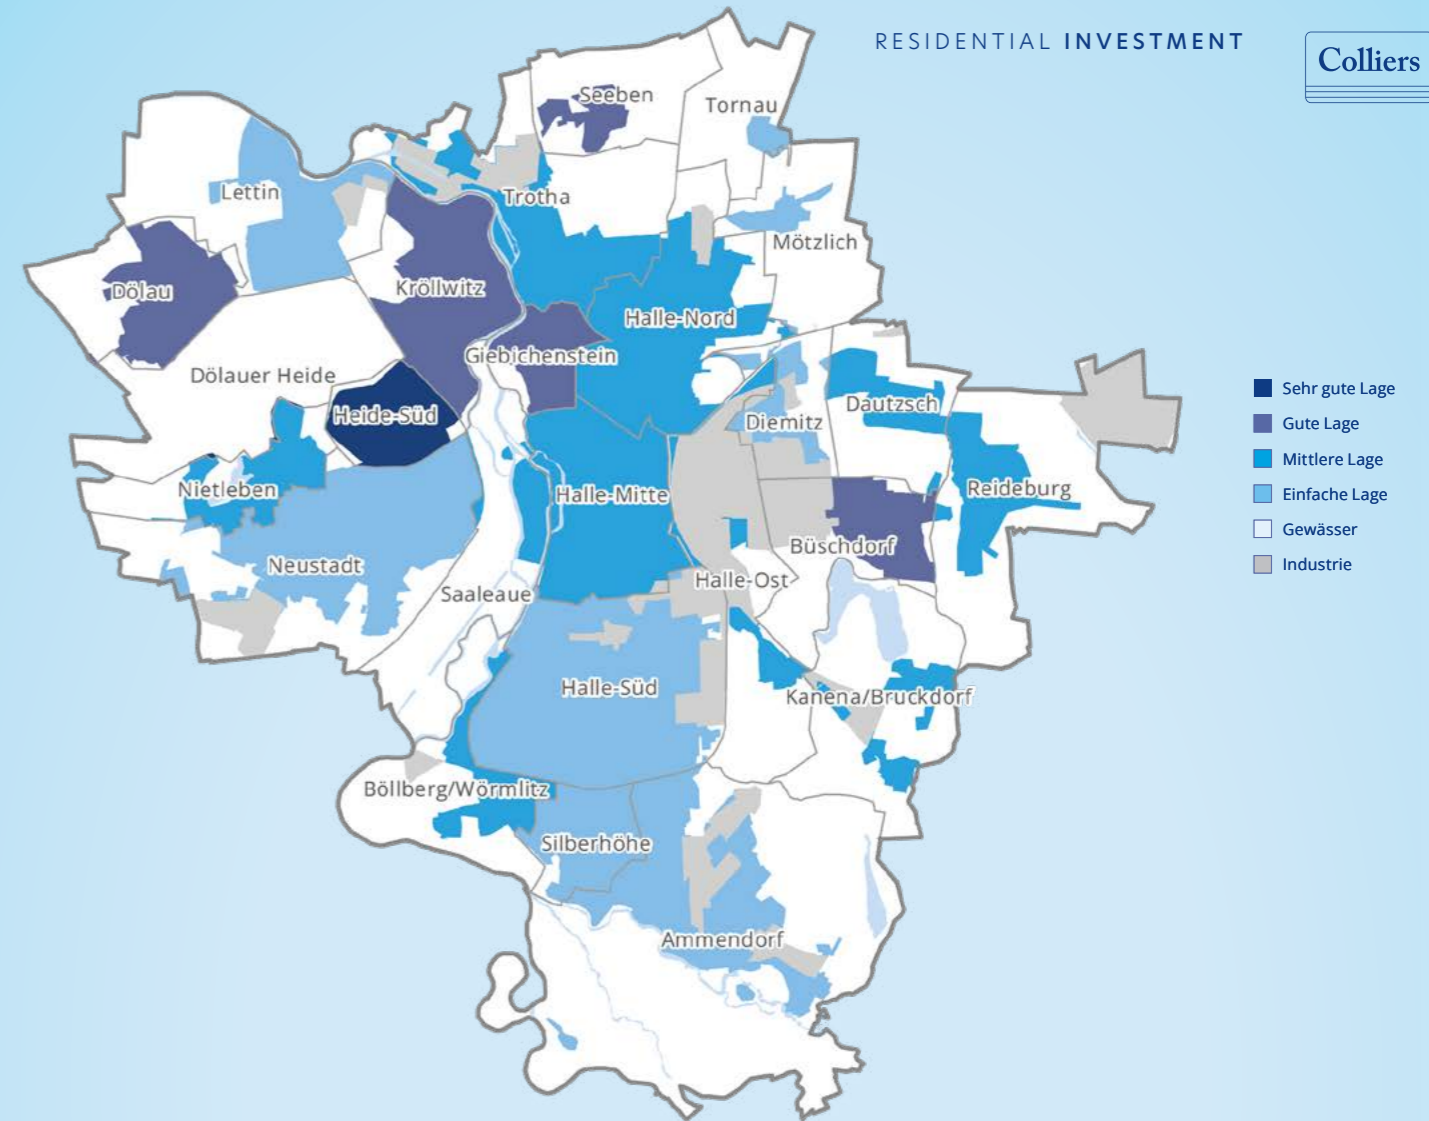 RESIDENTIAL INVESTMENT
Colliers
Seeben
Tornau
Lettin
Trotha
Mötzlich
Dölau
Kröllwitz
Halle-Nord
Giebichenstein
Dölauer Heide
Heide-Süd
Diemitz
Dautzsch
Nietleben
Halle-Mitte
Reideburg
Büschdorf
Neustadt
Halle-Ost
Saaleaue
Halle-Süd
Kanena/Bruckdorf
Böllberg/Wörmlitz
Silberhöhe
Ammendorf
Sehr gute Lage
Gute Lage
Mittlere Lage
Einfache Lage
Gewässer
Industrie